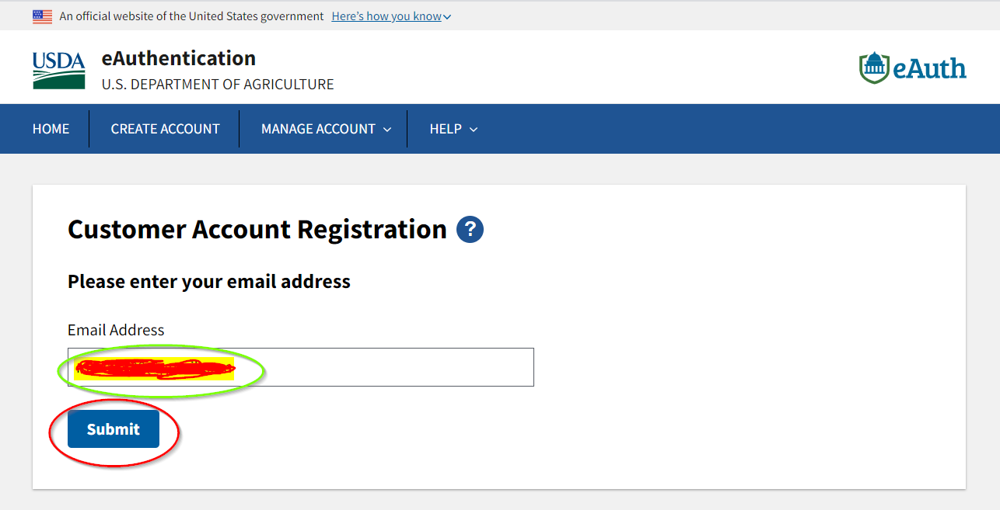 An official website of the United States government Here’s how you know
USDA
eAuthentication
U.S. DEPARTMENT OF AGRICULTURE
eAuth
HOME CREATE ACCOUNT MANAGE ACCOUNT HELP
Customer Account Registration ?
Please enter your email address
Email Address
Submit